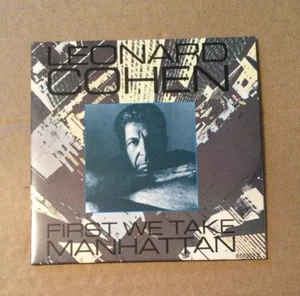 LEONARD
COHEN
FIRST WE TAKE
MANHATTAN